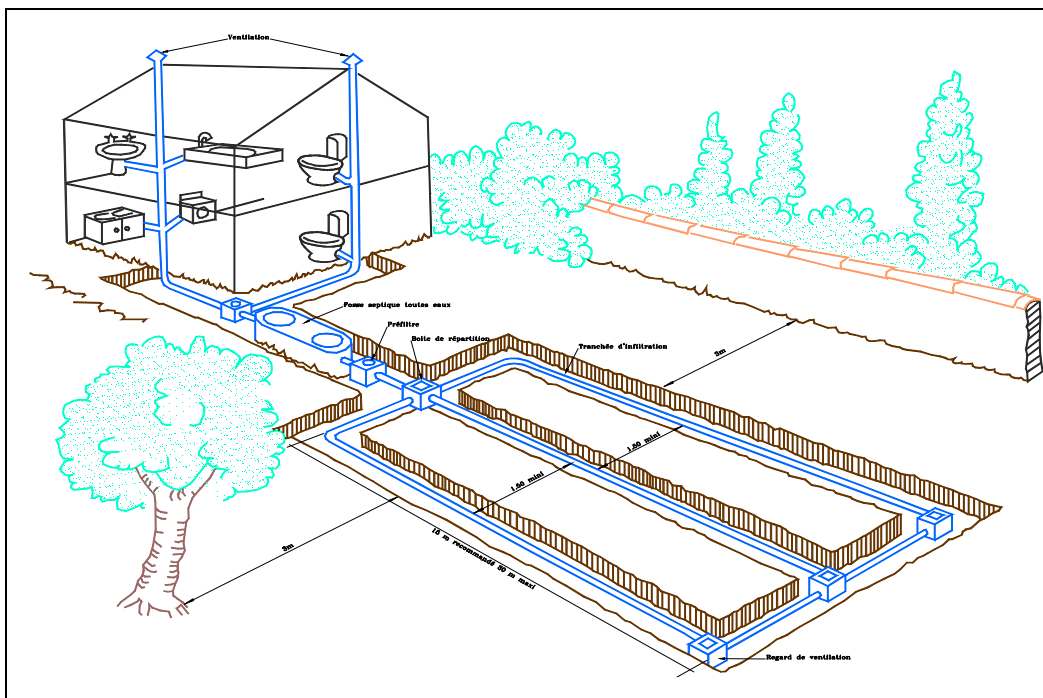 Ventilation
Fosse septique toutes eaux
Préfiltre
Boîte de répartition
Tranchée d'infiltration
3m
1.50 mini
1.50 mini
3m
15 m recommandé 30 m maxi
Regard de ventilation